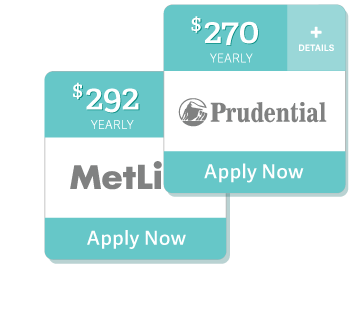 $270
YEARLY
+
DETAILS
Prudential
Apply Now
$292
YEARLY
MetLi
Apply Now